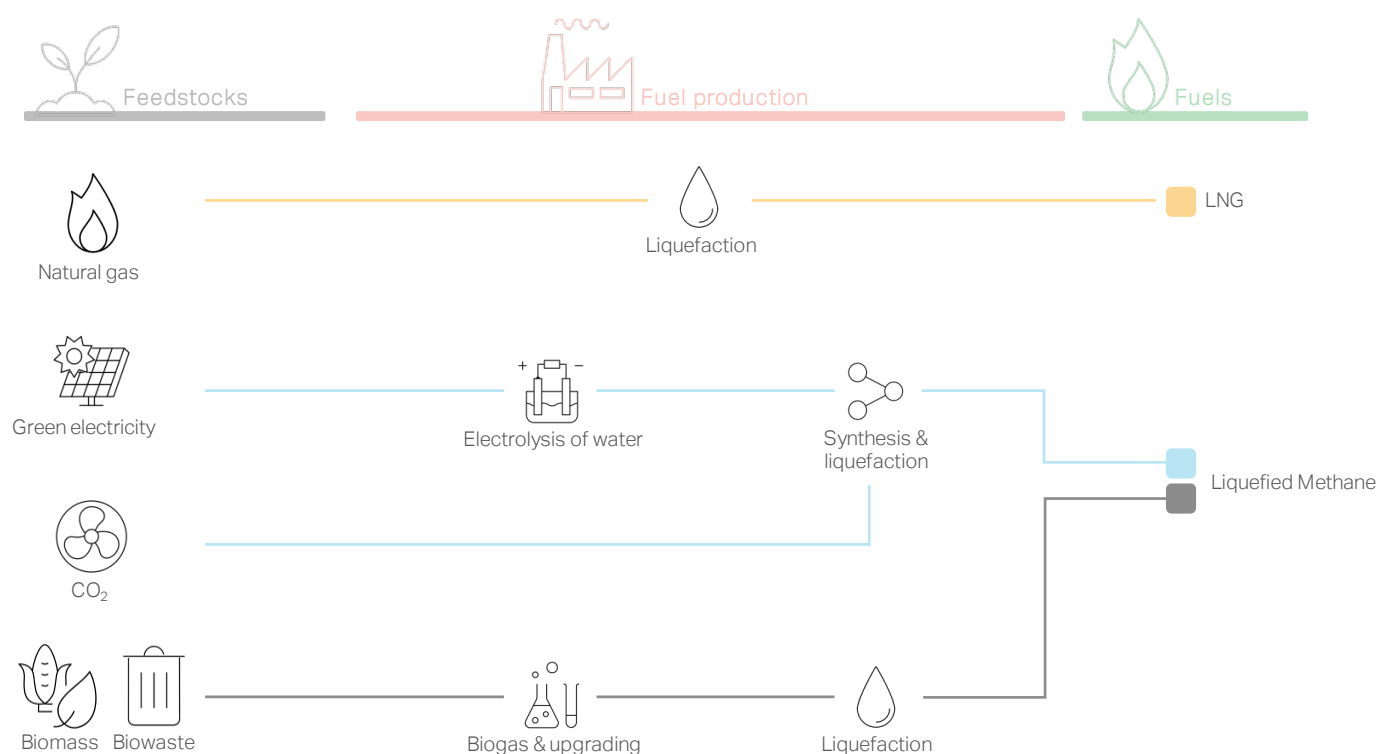 Feedstocks
Fuel production
Fuels
LNG
Liquefaction
Natural gas
+ −
Green electricity
Electrolysis of water
Synthesis &
liquefaction
Liquefied Methane
CO₂
Biomass
Biowaste
Biogas & upgrading
Liquefaction